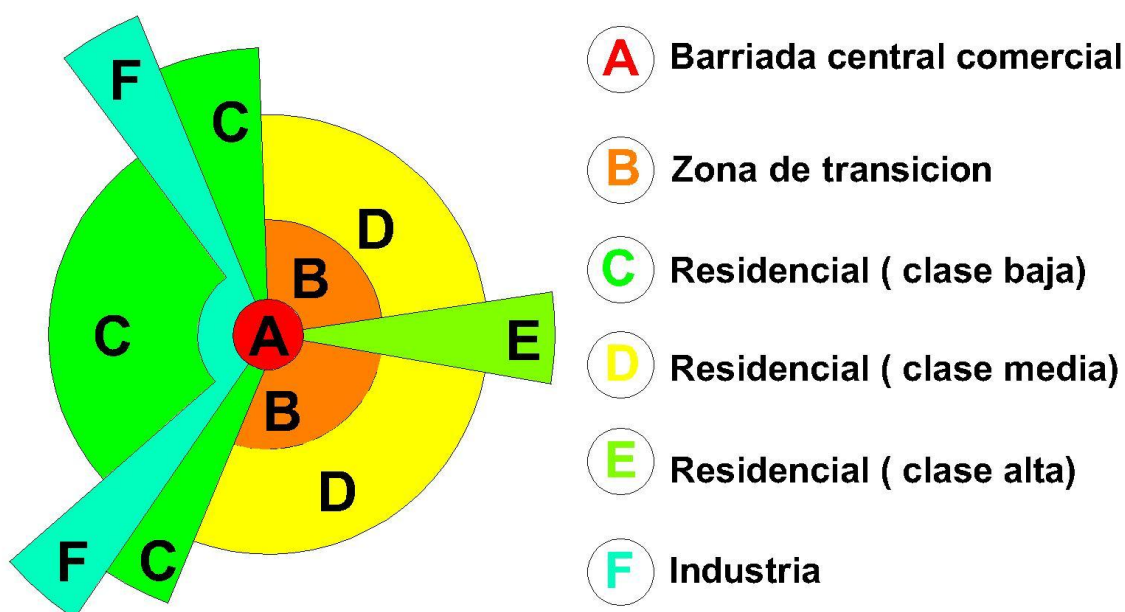 F
C
D
B
C
A
E
B
D
F
C
A Barriada central comercial
B Zona de transicion
C Residencial ( clase baja)
D Residencial ( clase media)
E Residencial ( clase alta)
F Industria